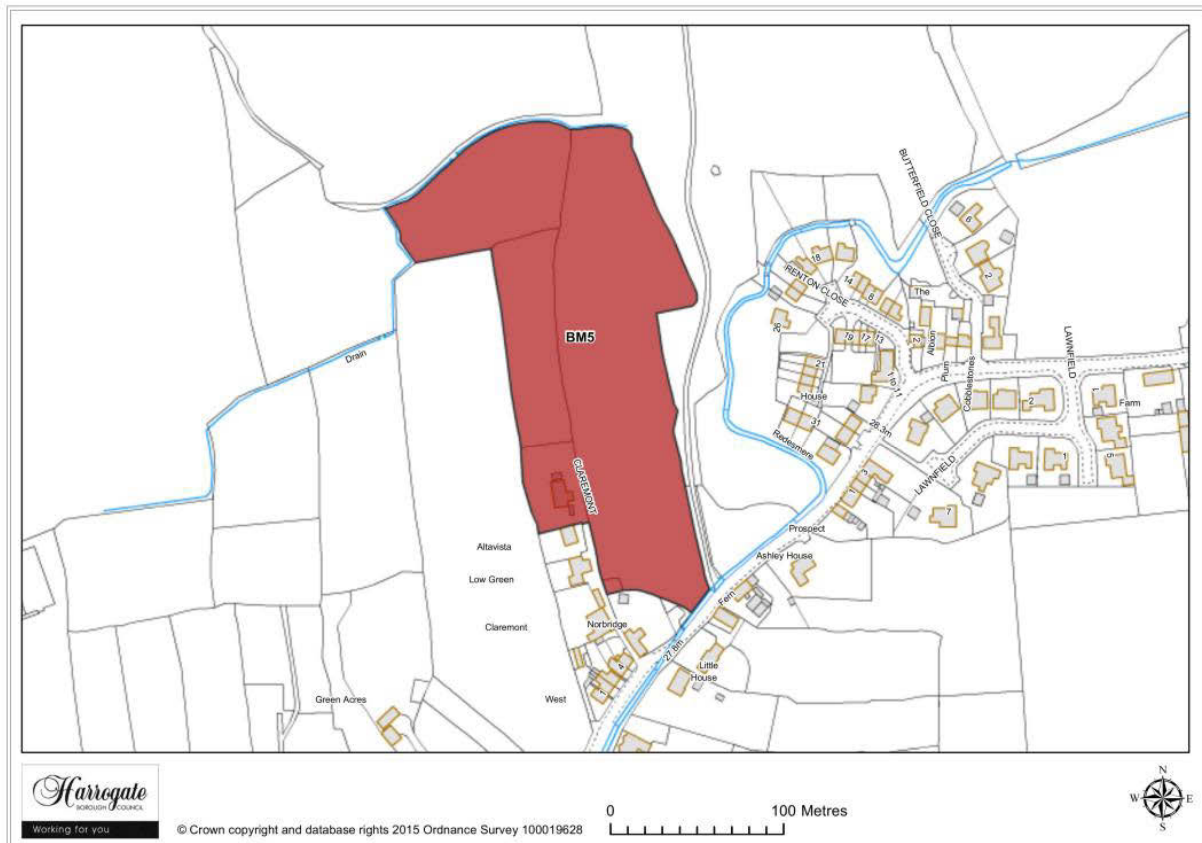 BUTTERFIELD CLOSE
6
2
18
RENTON CLOSE
14
8
The
26
19
17
13
2
Albion
LAWNFIELD
BM5
Drain
21
1 to 11
Plum
Cobblestones
2
1
Farm
House
31
28.3m
Redesmere
LAWNFIELD
1
5
3
1
7
CLAREMONT
Prospect
Altavista
Ashley House
Low Green
Fern
Claremont
Norbridge
27.8m
4
Little
House
1
Green Acres
West
Harrogate
BOROUGH COUNCIL
Working for you
© Crown copyright and database rights 2015 Ordnance Survey 100019628
0 100 Metres
N
W E
S